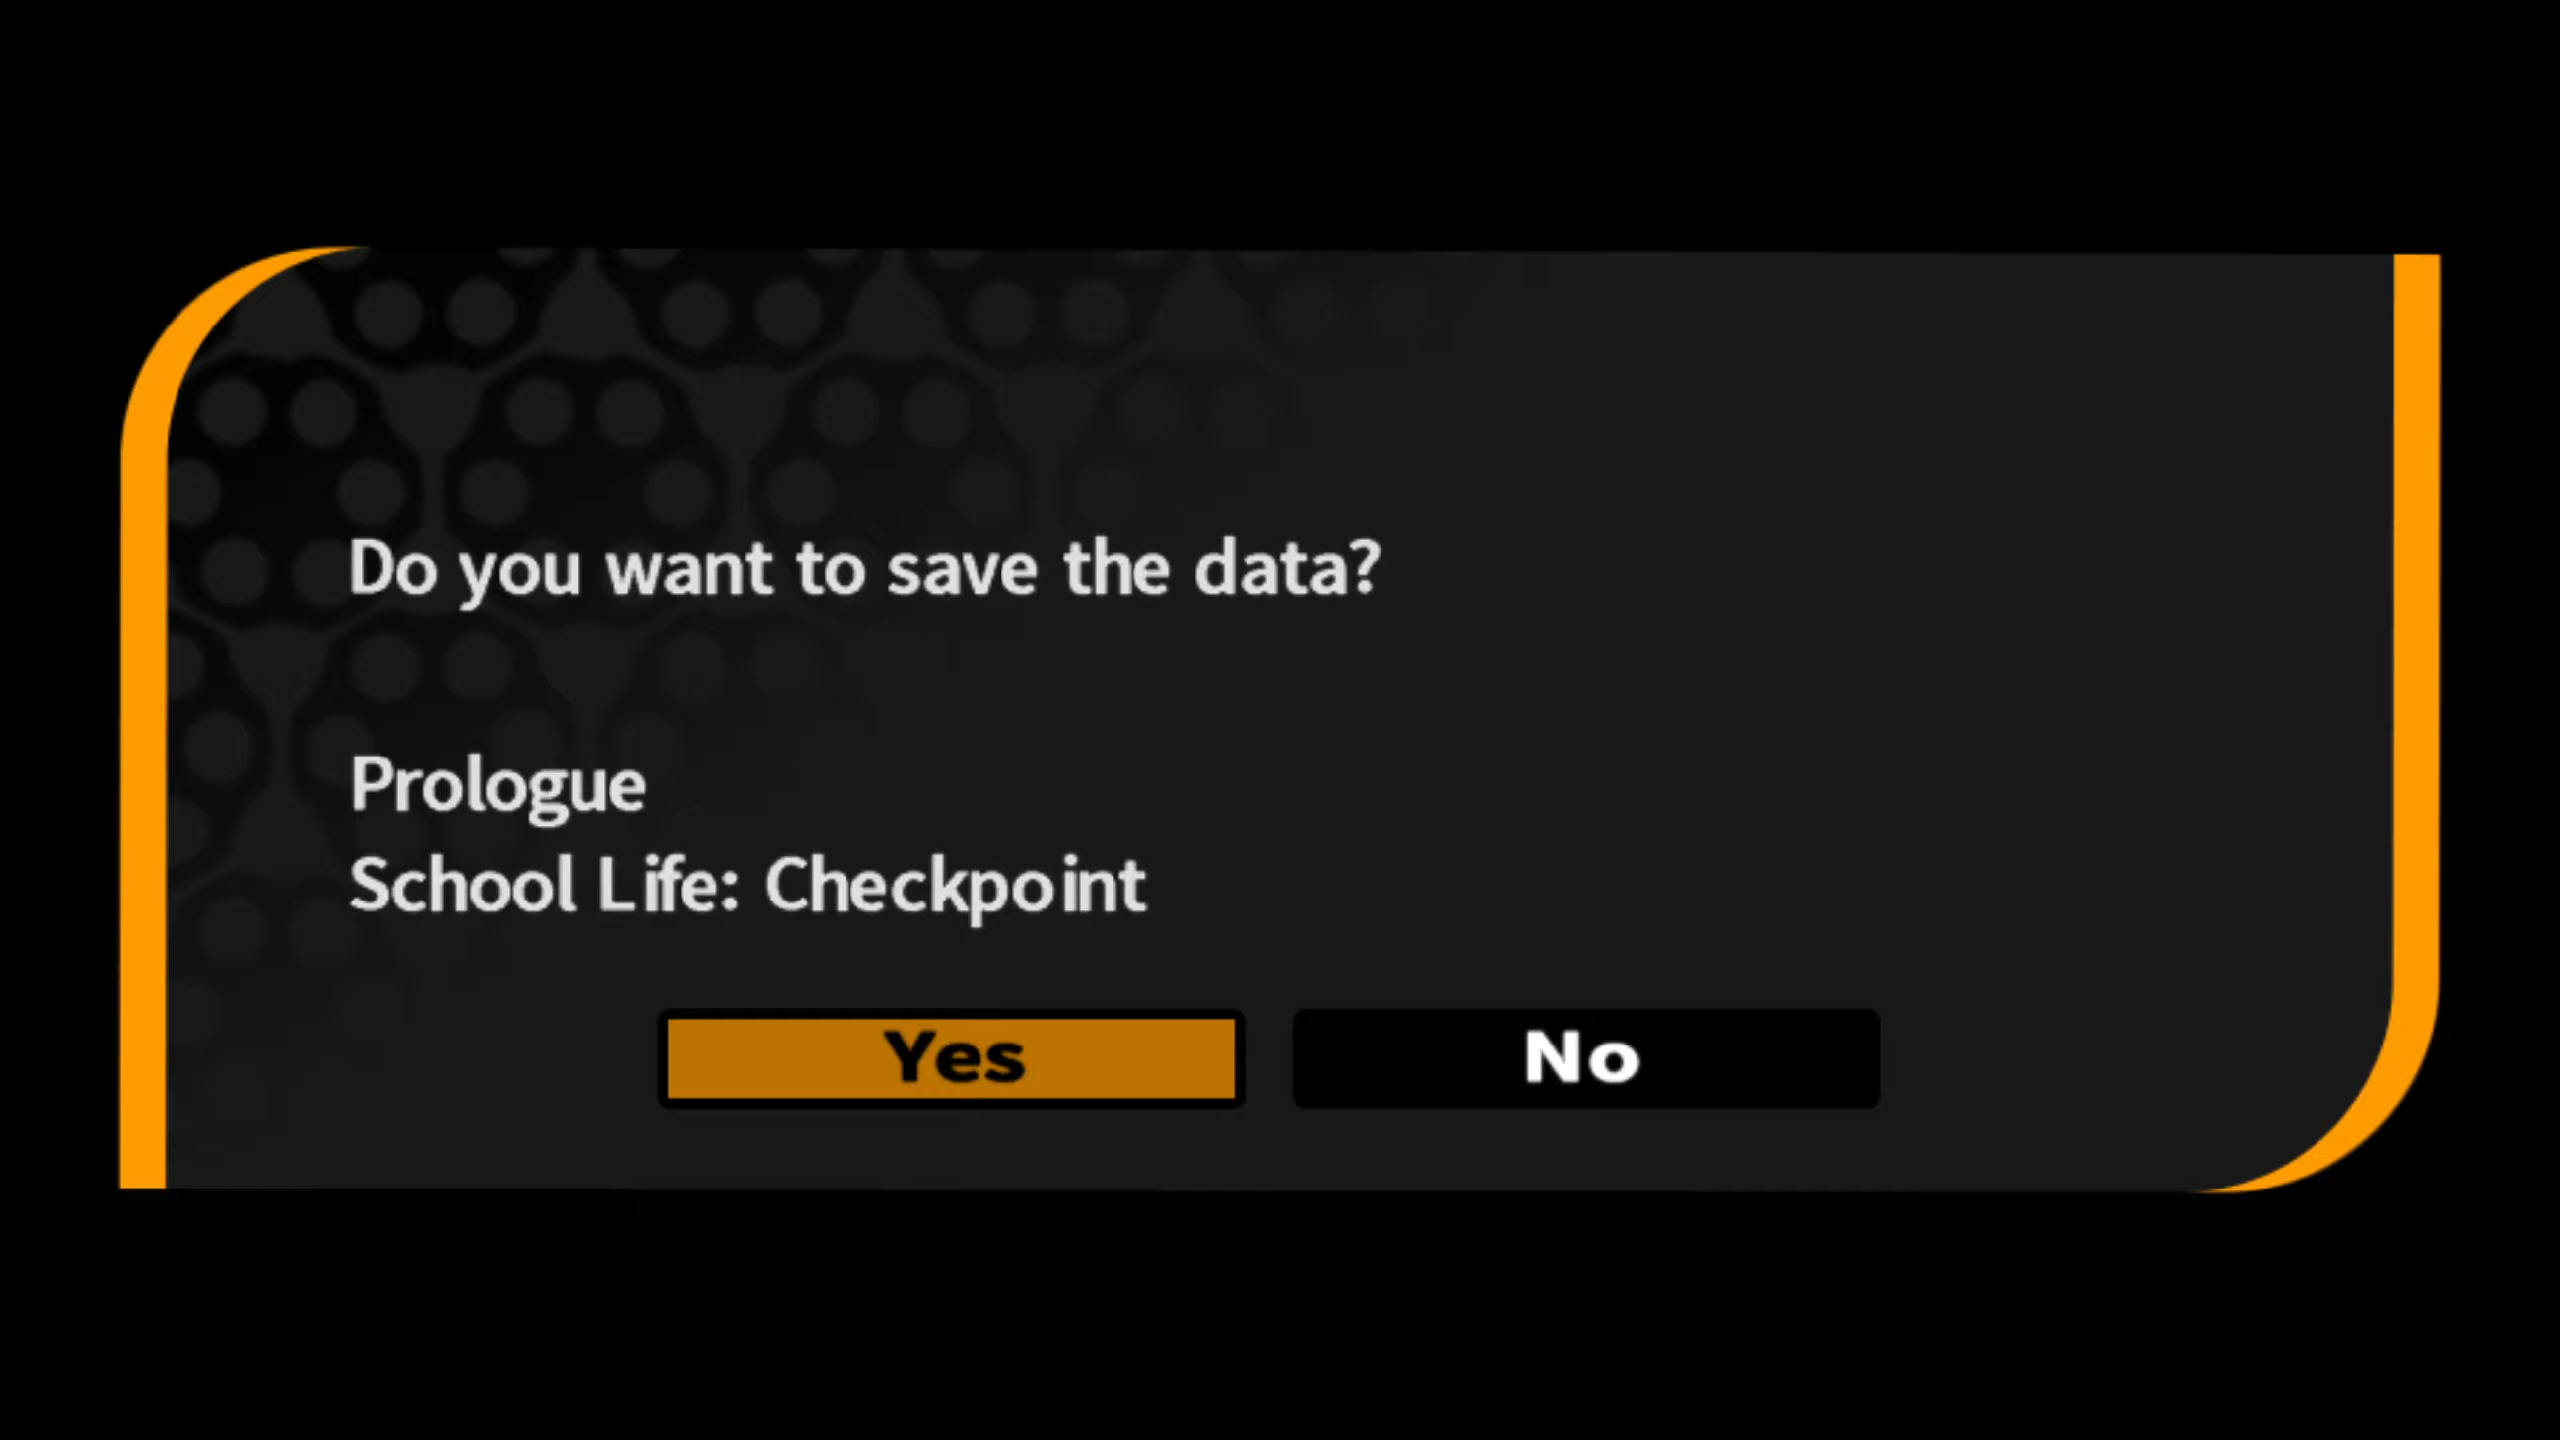 Do you want to save the data?
Prologue
School Life: Checkpoint
Yes
No